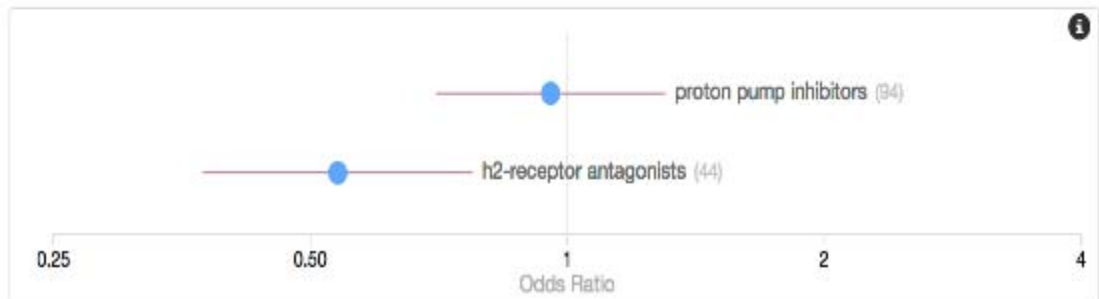 i
proton pump inhibitors (94)
h2-receptor antagonists (44)
0.25 0.50 1 2 4
Odds Ratio